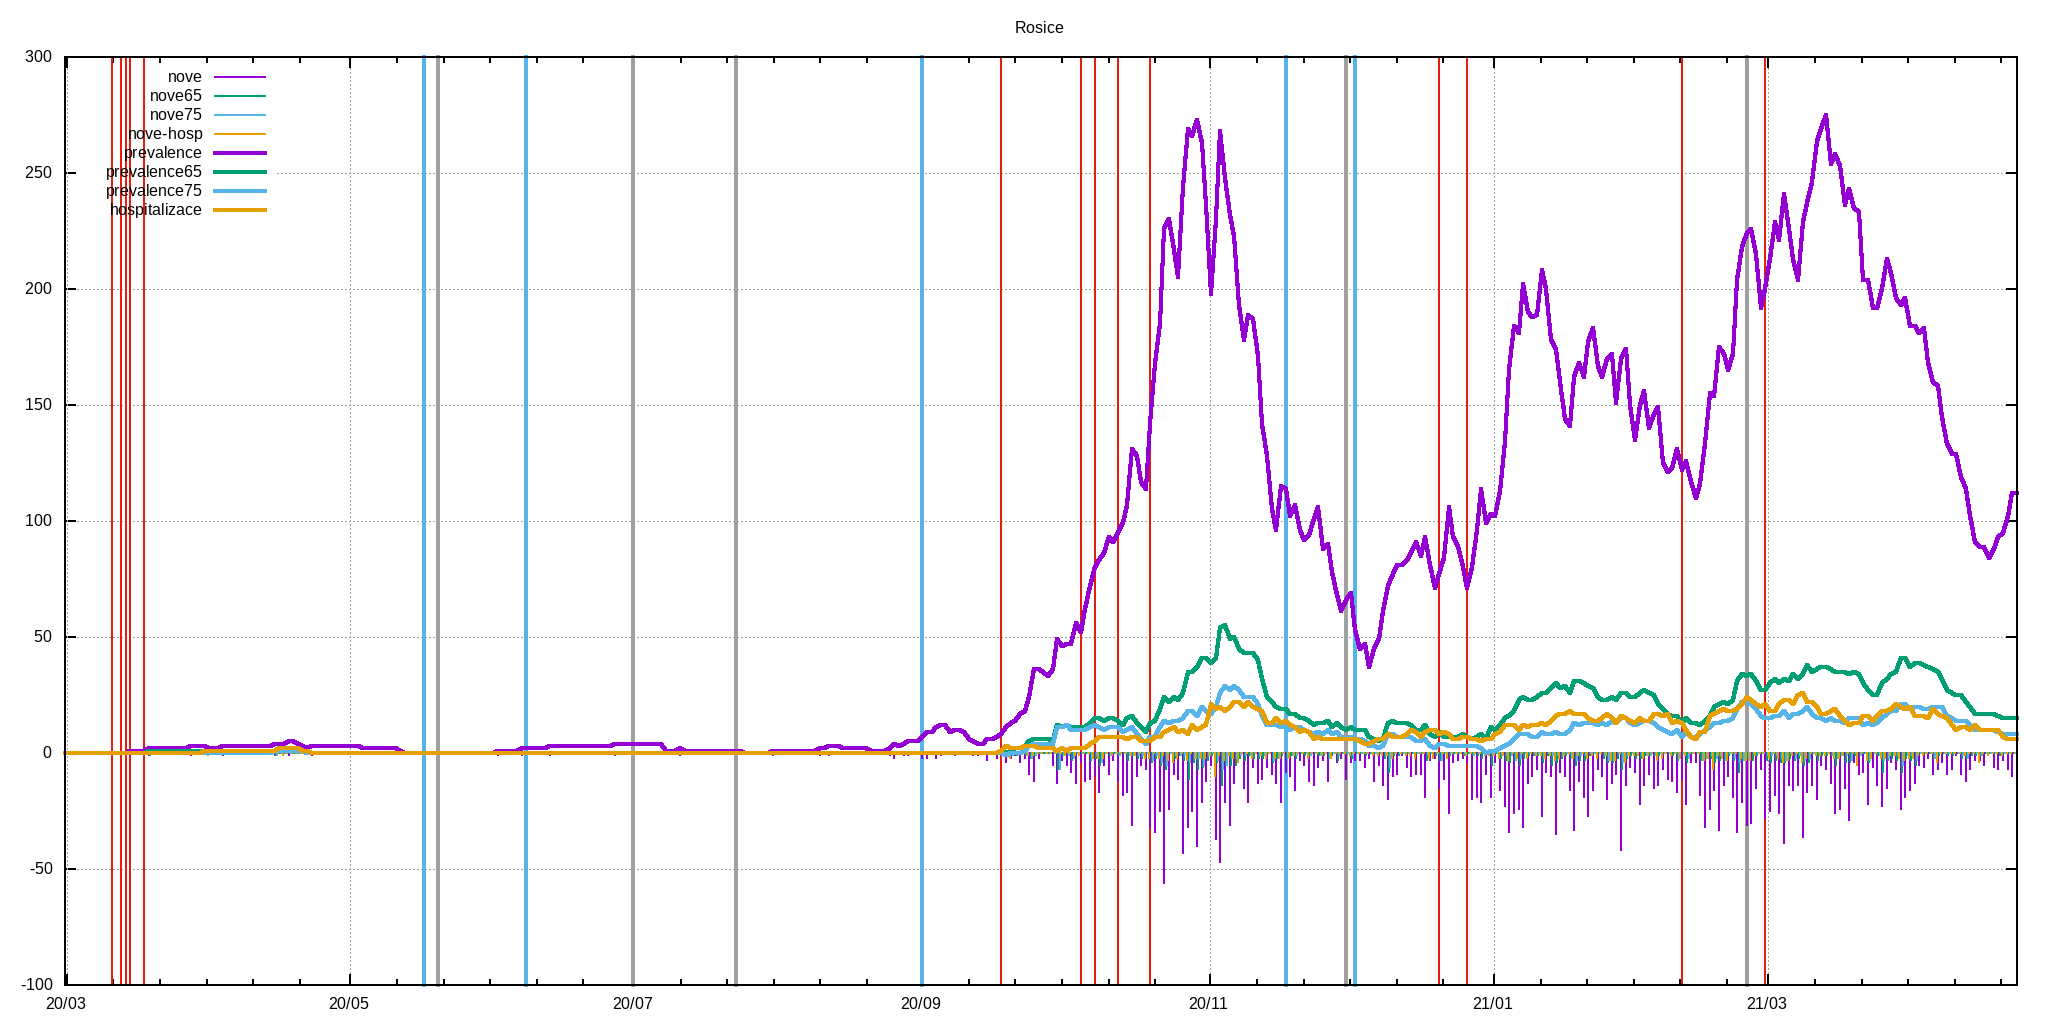 Rosice
300
250
200
150
100
50
0
-50
-100
nove
nove65
nove75
nove-hosp
prevalence
prevalence65
prevalence75
hospitalizace
20/03 20/05 20/07 20/09 20/11 21/01 21/03